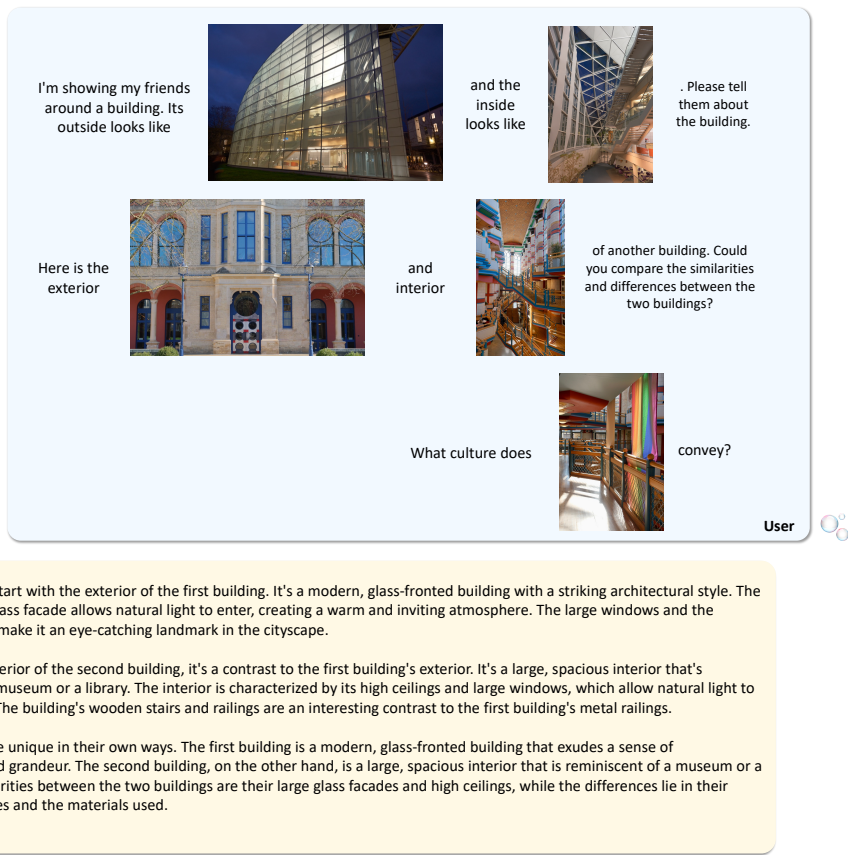 I'm showing my friends
around a building. Its
outside looks like
and the
inside
looks like
. Please tell
them about
the building.
Here is the
exterior
and
interior
of another building. Could
you compare the similarities
and differences between the
two buildings?
What culture does
convey?
User
tart with the exterior of the first building. It's a modern, glass-fronted building with a striking architectural style. The
ass facade allows natural light to enter, creating a warm and inviting atmosphere. The large windows and the
make it an eye-catching landmark in the cityscape.
erior of the second building, it's a contrast to the first building's exterior. It's a large, spacious interior that's
museum or a library. The interior is characterized by its high ceilings and large windows, which allow natural light to
The building's wooden stairs and railings are an interesting contrast to the first building's metal railings.
e unique in their own ways. The first building is a modern, glass-fronted building that exudes a sense of
d grandeur. The second building, on the other hand, is a large, spacious interior that is reminiscent of a museum or a
rities between the two buildings are their large glass facades and high ceilings, while the differences lie in their
es and the materials used.